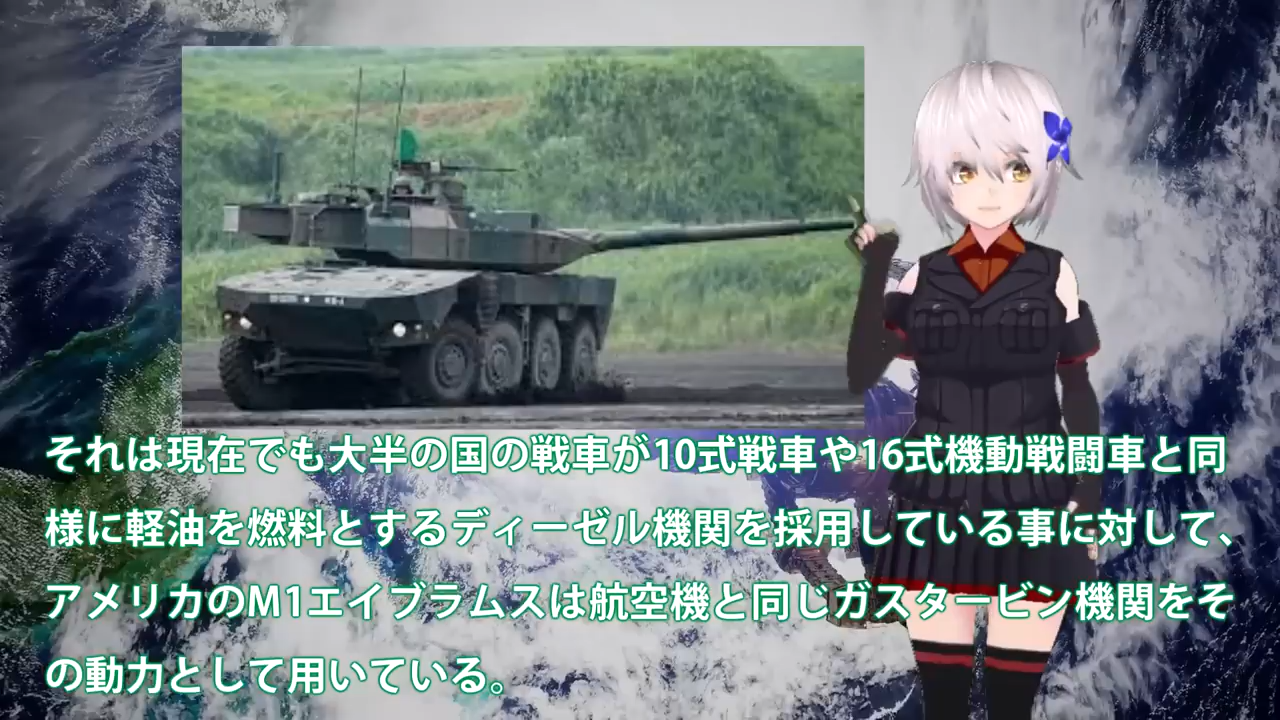 それは現在でも大半の国の戦車が10式戦車や16式機動戦闘車と同
様に軽油を燃料とするディーゼル機関を採用している事に対して、
アメリカのM1エイブラムスは航空機と同じガスタービン機関をそ
の動力として用いている。